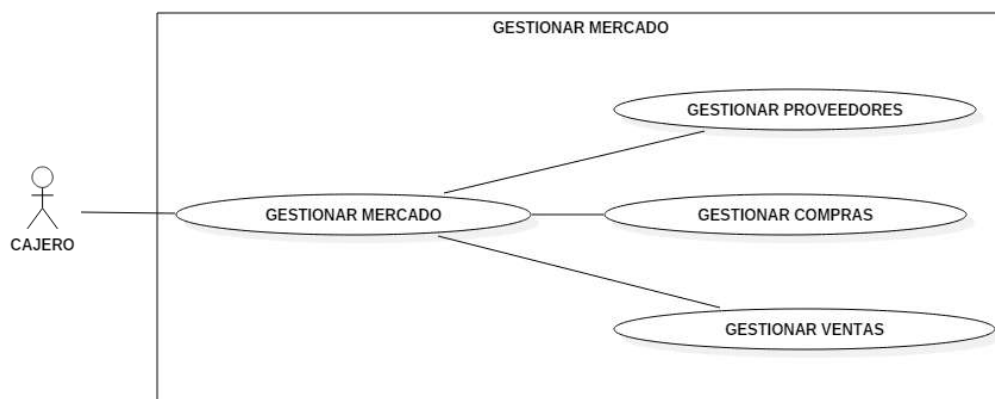 GESTIONAR MERCADO
GESTIONAR PROVEEDORES
GESTIONAR MERCADO
GESTIONAR COMPRAS
CAJERO
GESTIONAR VENTAS